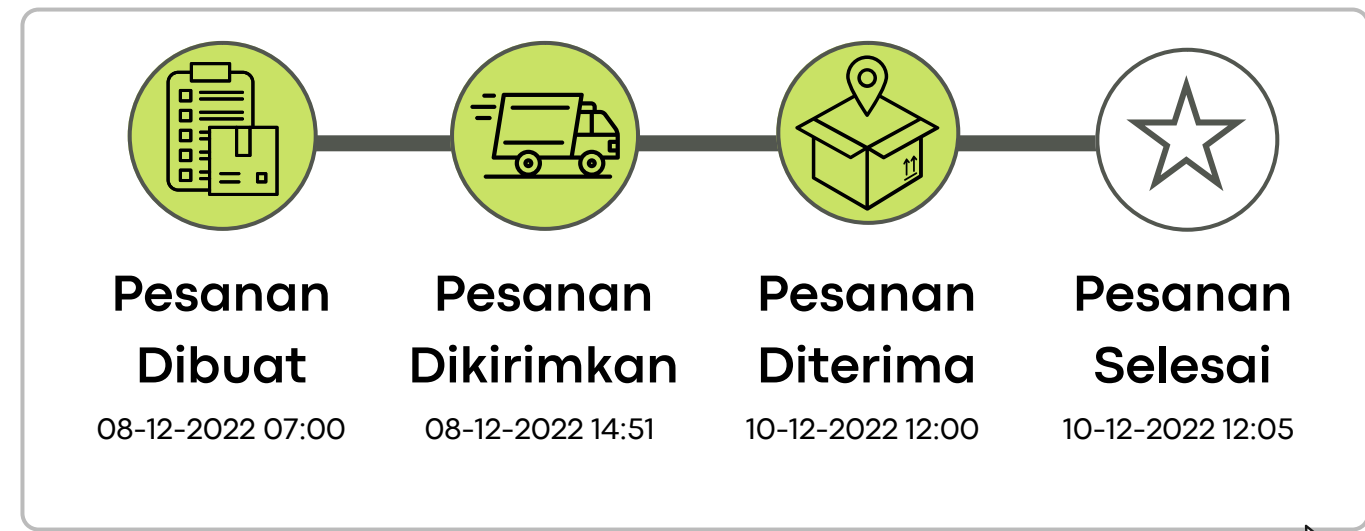 Pesanan Dibuat
08-12-2022 07:00
Pesanan Dikirimkan
08-12-2022 14:51
Pesanan Diterima
10-12-2022 12:00
Pesanan Selesai
10-12-2022 12:05